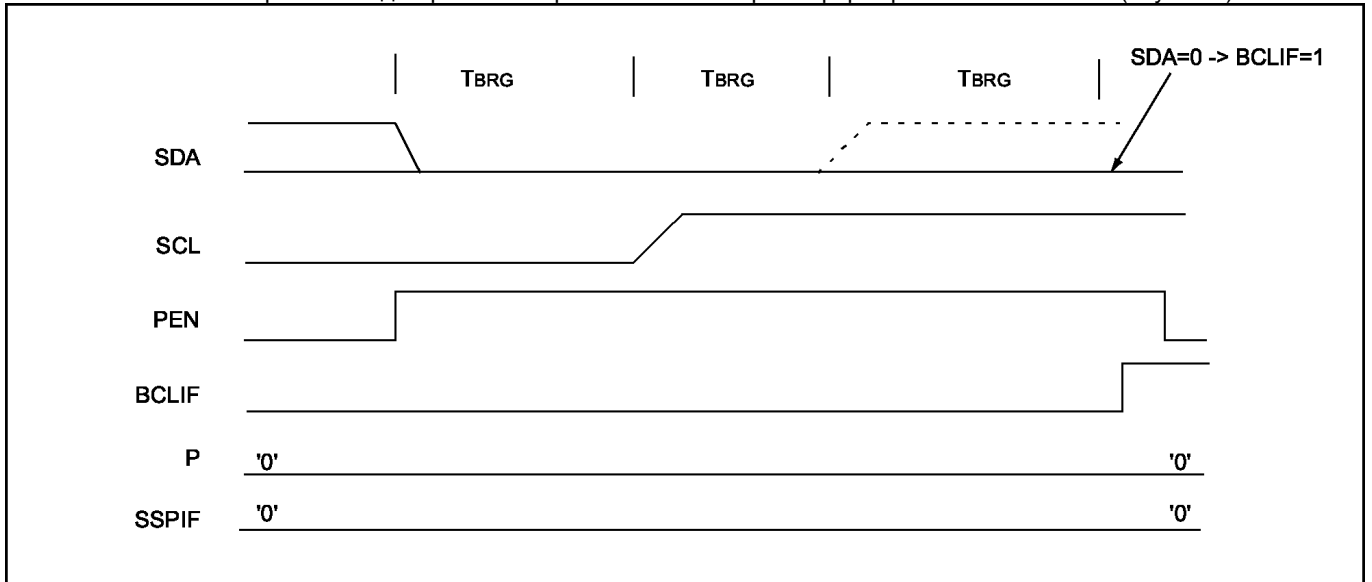 TBRG TBRG TBRG SDA=0 -> BCLIF=1
SDA
SCL
PEN
BCLIF
P '0' '0'
SSPIF '0' '0'